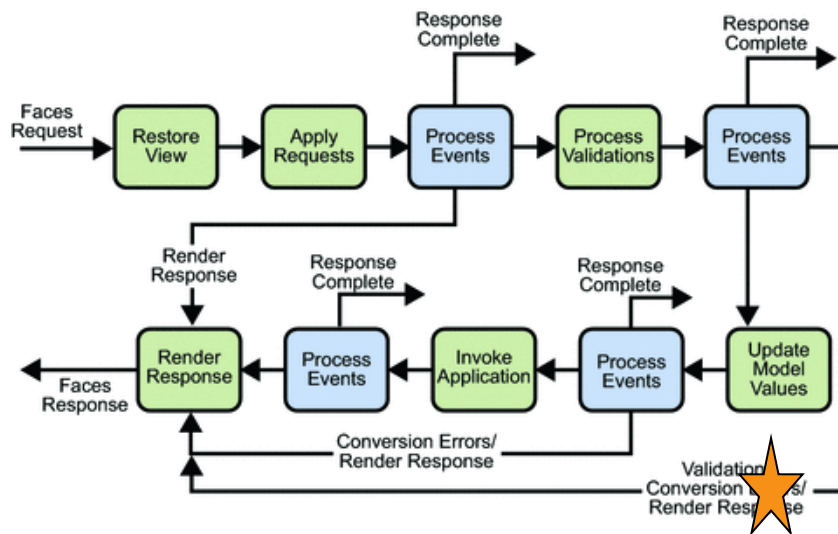 Response
Complete
Response
Complete
Faces
Request
Restore
View
Apply
Requests
Process
Events
Process
Validations
Process
Events
Render
Response
Response
Complete
Response
Complete
Render
Response
Process
Events
Invoke
Application
Process
Events
Update
Model
Values
Faces
Response
Conversion Errors/
Render Response
Validation
Conversion
Render